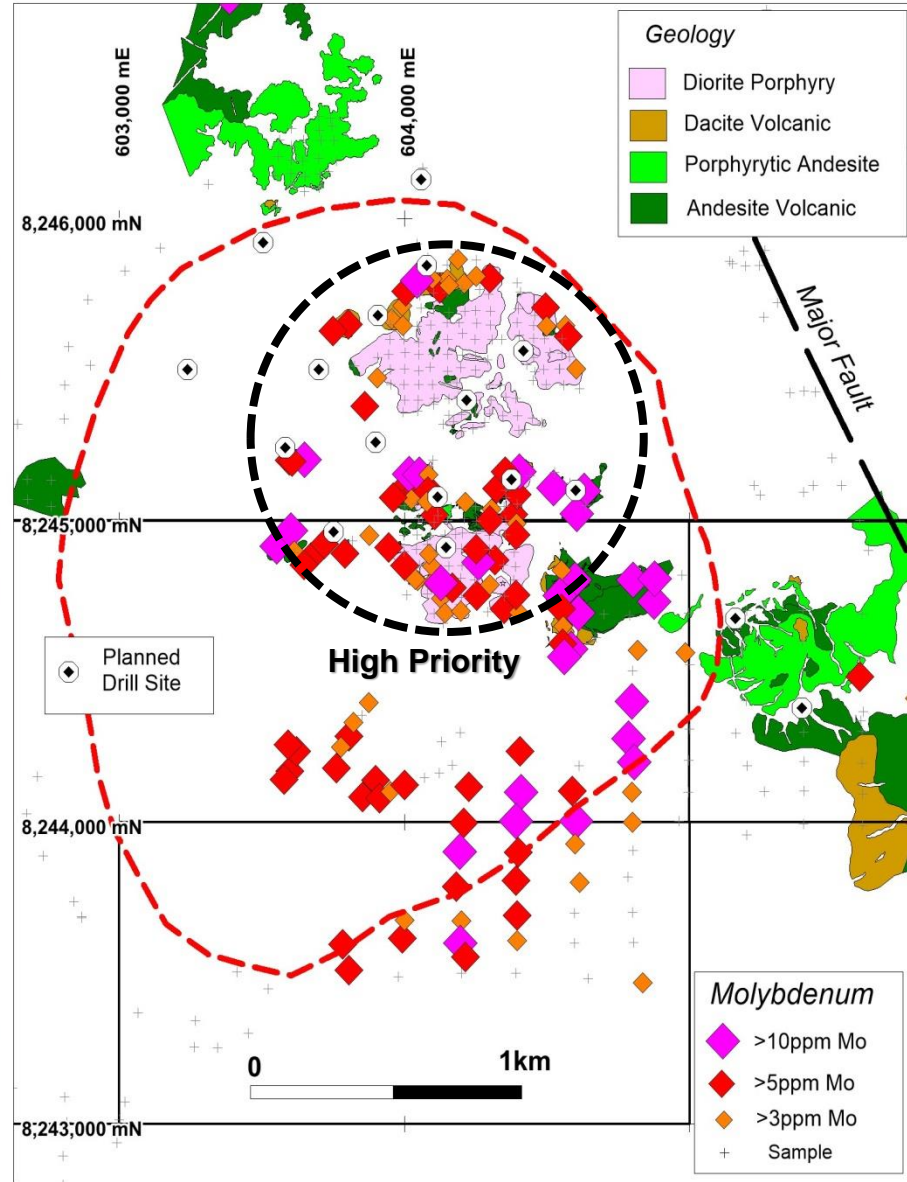 Geology
Diorite Porphyry
Dacite Volcanic
Porphyrytic Andesite
Andesite Volcanic
603,000 mE
604,000 mE
8,246,000 mN
Major Fault
8,245,000 mN
High Priority
Planned
Drill Site
8,244,000 mN
Molybdenum
>10ppm Mo
>5ppm Mo
>3ppm Mo
Sample
0
1km
8,243,000 mN